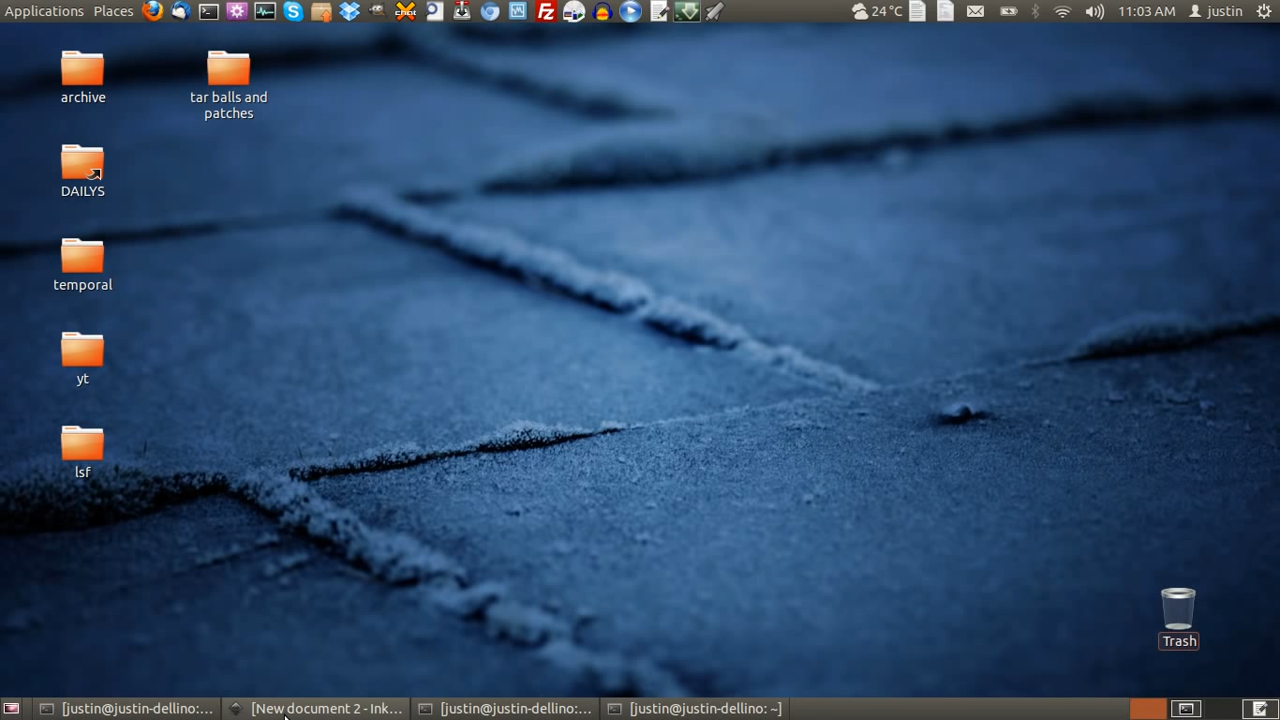 Applications Places
24 °C
11:03 AM
justin
archive
tar balls and
patches
DAILYS
temporal
yt
lsf
Trash
[justin@justin-dellino:...
[New document 2 - Ink...
[justin@justin-dellino:...
[justin@justin-dellino: ~]